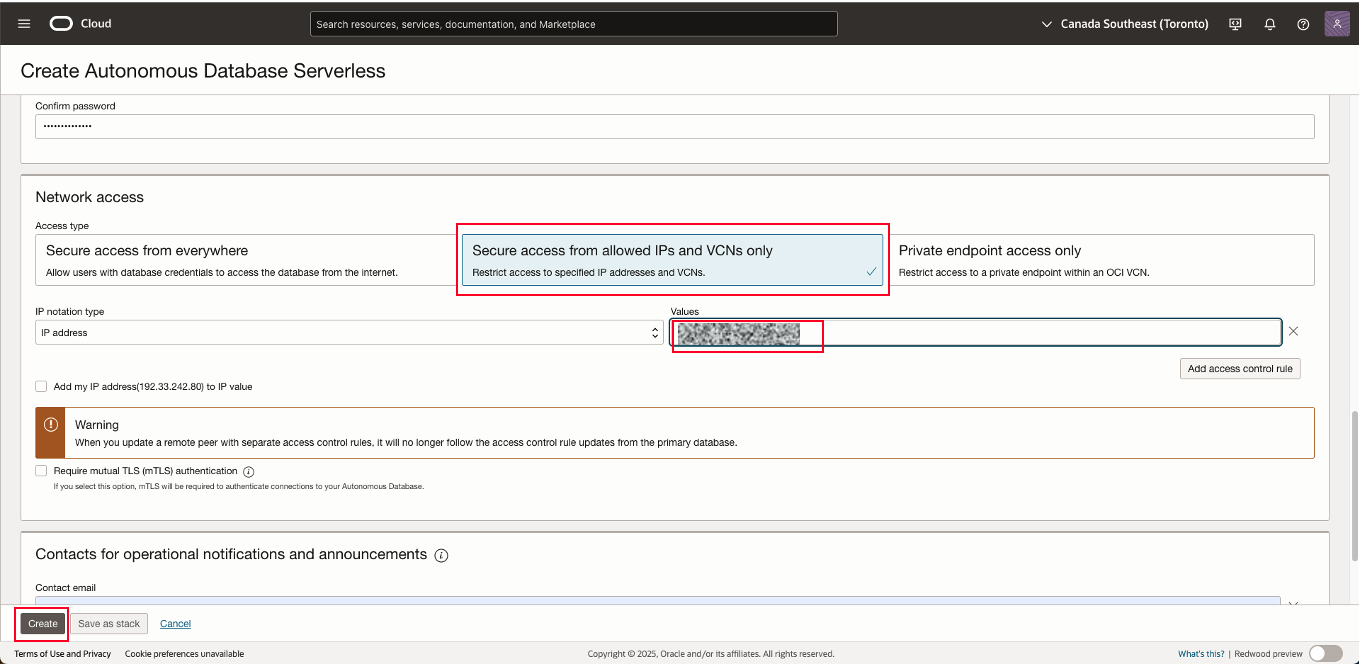 Cloud
Search resources, services, documentation, and Marketplace
Canada Southeast (Toronto)
Create Autonomous Database Serverless
Confirm password
••••••••••••••
Network access
Access type
Secure access from everywhere
Allow users with database credentials to access the database from the internet.
Secure access from allowed IPs and VCNs only
Restrict access to specified IP addresses and VCNs.
Private endpoint access only
Restrict access to a private endpoint within an OCI VCN.
IP notation type
IP address
Values
Add access control rule
Add my IP address(192.33.242.80) to IP value
Warning
When you update a remote peer with separate access control rules, it will no longer follow the access control rule updates from the primary database.
Require mutual TLS (mTLS) authentication
If you select this option, mTLS will be required to authenticate connections to your Autonomous Database.
Contacts for operational notifications and announcements
Contact email
Create Save as stack Cancel
Terms of Use and Privacy Cookie preferences unavailable Copyright © 2025, Oracle and/or its affiliates. All rights reserved. What's this? | Redwood preview